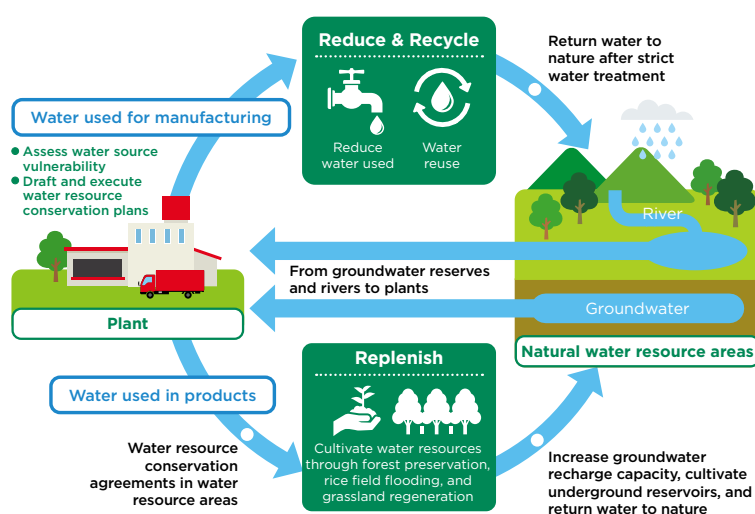 Reduce & Recycle
Reduce
water used
Water
reuse
Return water to
nature after strict
water treatment
Water used for manufacturing
● Assess water source
vulnerability
● Draft and execute
water resource
conservation plans
River
From groundwater reserves
and rivers to plants
Groundwater
Plant
Natural water resource areas
Replenish
Cultivate water resources
through forest preservation,
rice field flooding, and
grassland regeneration
Water used in products
Water resource
conservation
agreements in water
resource areas
Increase groundwater
recharge capacity, cultivate
underground reservoirs, and
return water to nature